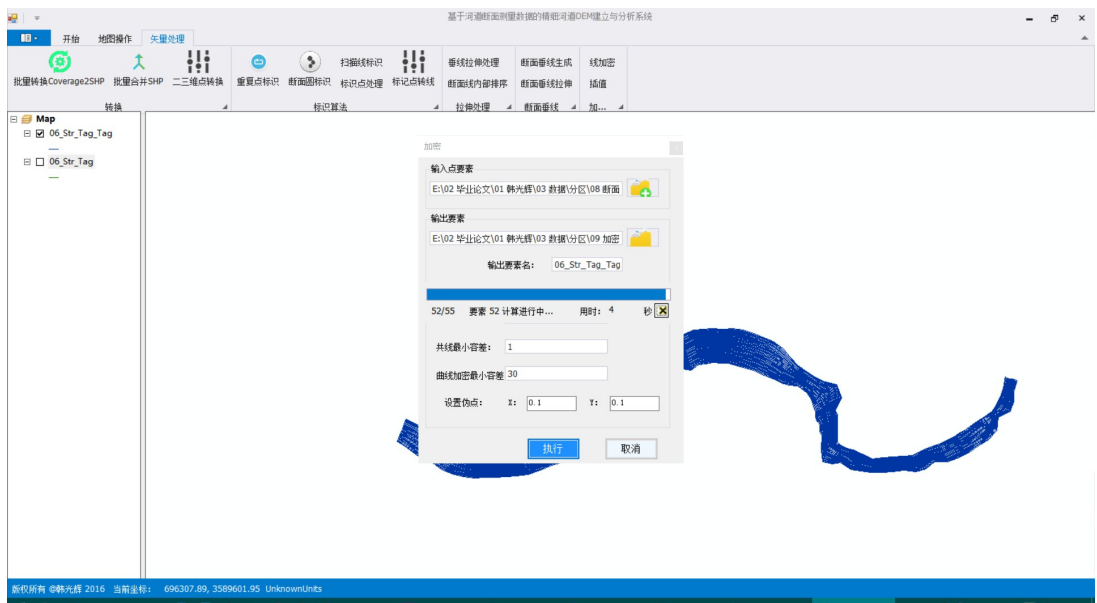 基于河道断面测量数据的精细河道DEM建立与分析系统
开始 地图操作 矢量处理
批量转换Coverage2SHP 批量合并SHP 二三维点转换 重复点标识 断面圆标识 扫描线标识 标识点处理 标记点转线 垂线拉伸处理 断面线内部排序 断面垂线生成 断面垂线拉伸 线加密 插值
转换 标识算法 拉伸处理 断面垂线 加...
Map
06_Str_Tag_Tag
06_Str_Tag
加密
输入点要素
E:\02 毕业论文\01 韩光辉\03 数据\分区\08 断面
输出要素
E:\02 毕业论文\01 韩光辉\03 数据\分区\09 加密
输出要素名: 06_Str_Tag_Tag
52/55 要素 52 计算进行中... 用时: 4 秒
共线最小容差: 1
曲线加密最小容差 30
设置伪点: X: 0.1 Y: 0.1
执行 取消
版权所有 @韩光辉 2016 当前坐标: 696307.89, 3589601.95 UnknownUnits